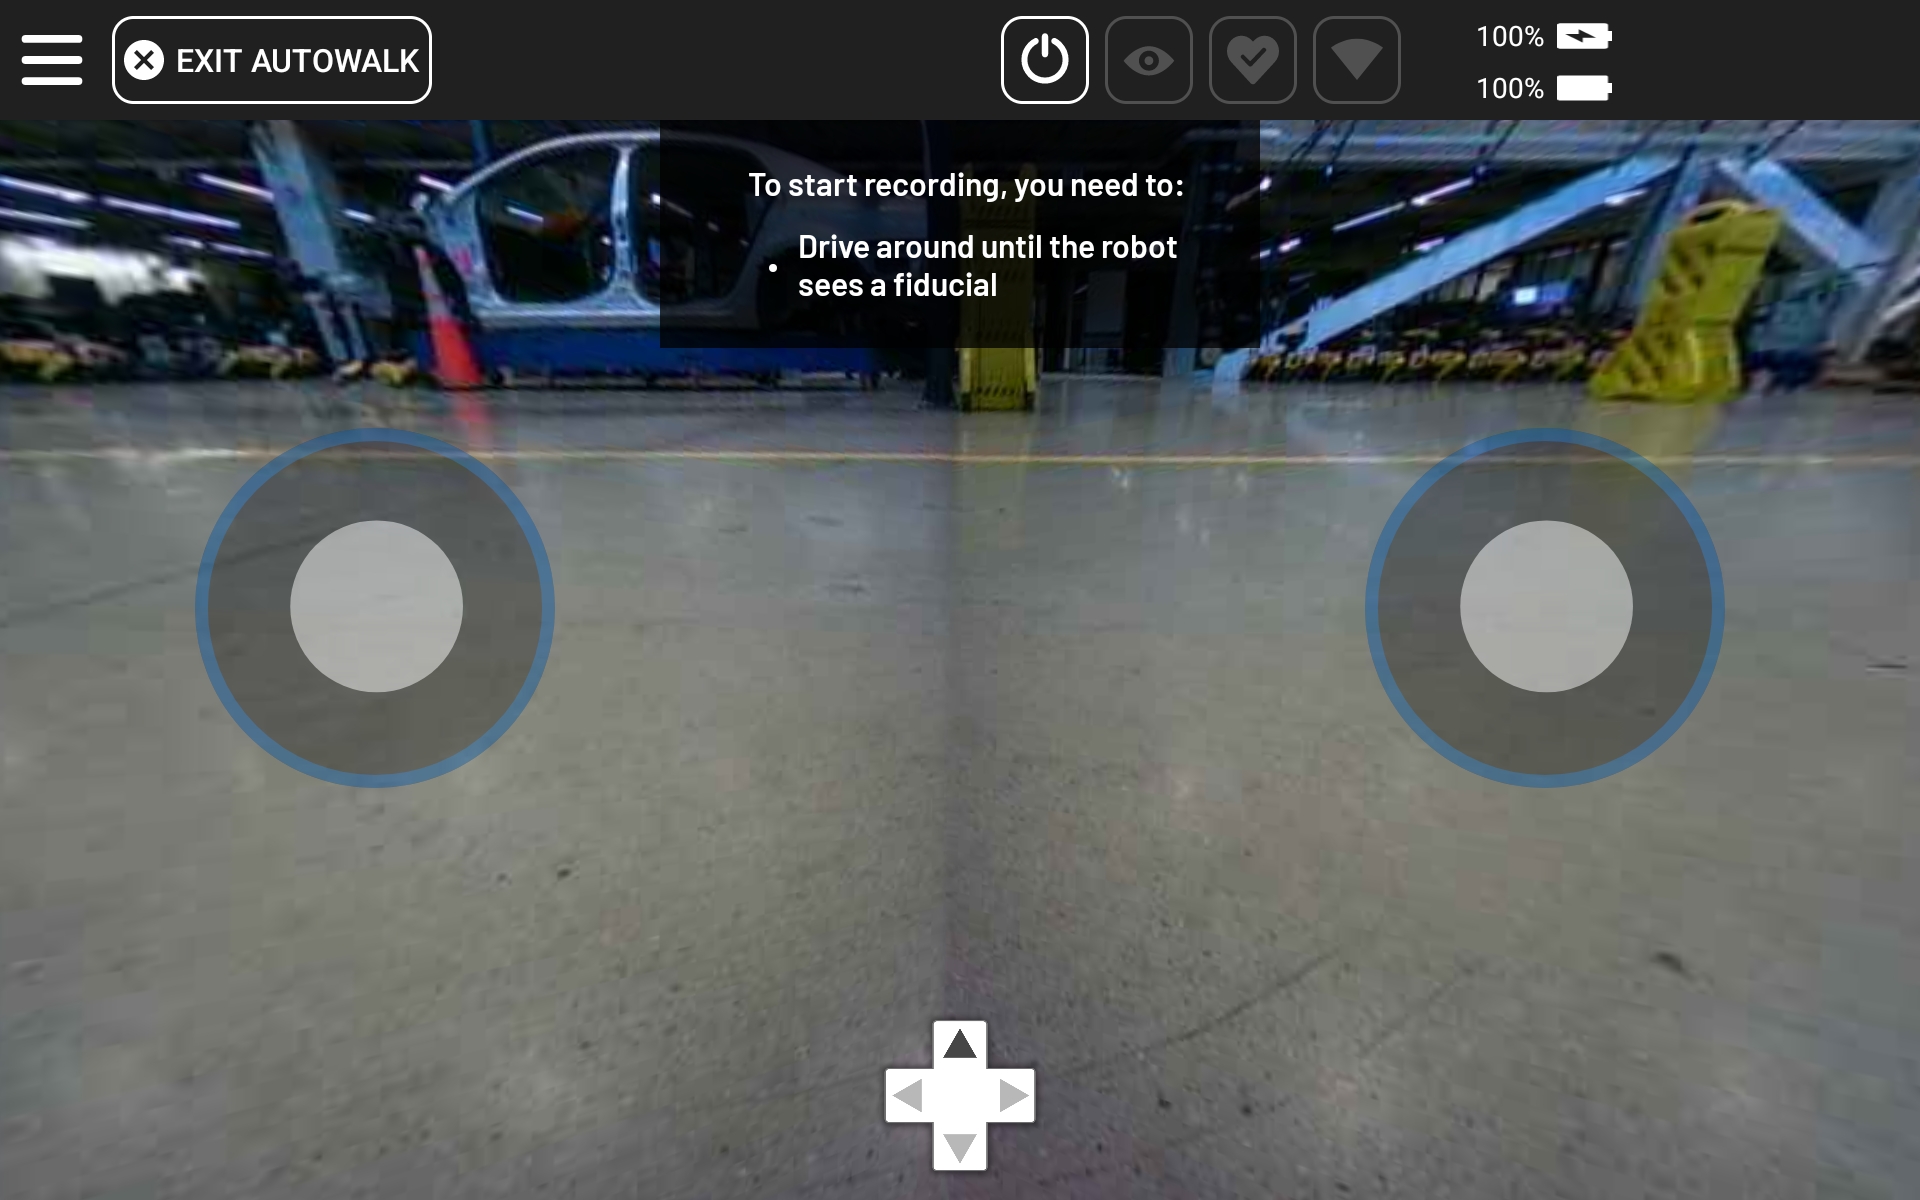 EXIT AUTOWALK
100%
100%
To start recording, you need to:
• Drive around until the robot
sees a fiducial